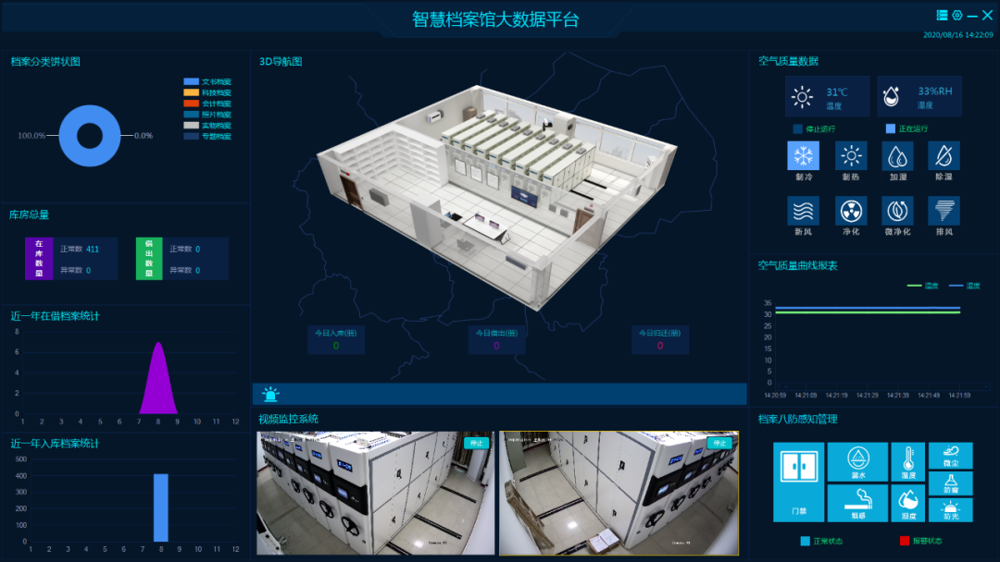 智慧档案馆大数据平台
2020/08/16 14:22:09
档案分类饼状图
100.0%
0.0%
文书档案
科技档案
会计档案
照片档案
实物档案
专题档案
库房总量
在库数量
正常数 411
异常数 0
借出数量
正常数 0
异常数 0
近一年在借档案统计
8
6
4
2
0
1 2 3 4 5 6 7 8 9 10 11 12
近一年入库档案统计
500
400
300
200
100
0
1 2 3 4 5 6 7 8 9 10 11 12
3D导航图
今日入库(册)
0
今日借出(册)
0
今日归还(册)
0
视频监控系统
停止
停止
空气质量数据
31℃
温度
33%RH
湿度
停止运行
正在运行
制冷
制热
加湿
除湿
新风
净化
微净化
排风
空气质量曲线报表
温度
湿度
35
30
25
20
15
10
5
0
14:20:59 14:21:09 14:21:19 14:21:29 14:21:39 14:21:49 14:21:59
档案八防感知管理
门禁
漏水
烟感
温度
湿度
微尘
防腐
防光
正常状态
报警状态